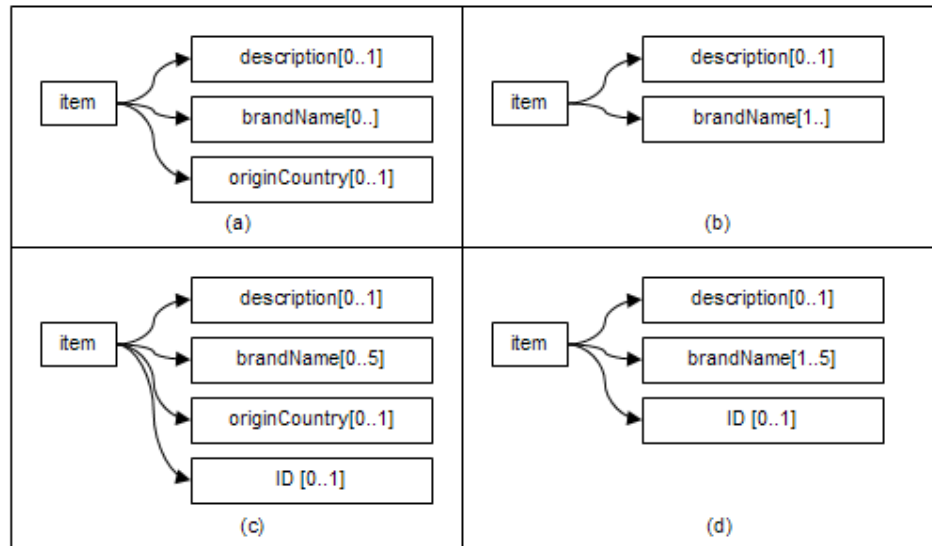 description[0..1]
item
brandName[0..]
originCountry[0..1]
(a)
description[0..1]
item
brandName[1..]
(b)
description[0..1]
item
brandName[0..5]
originCountry[0..1]
ID [0..1]
(c)
description[0..1]
item
brandName[1..5]
ID [0..1]
(d)